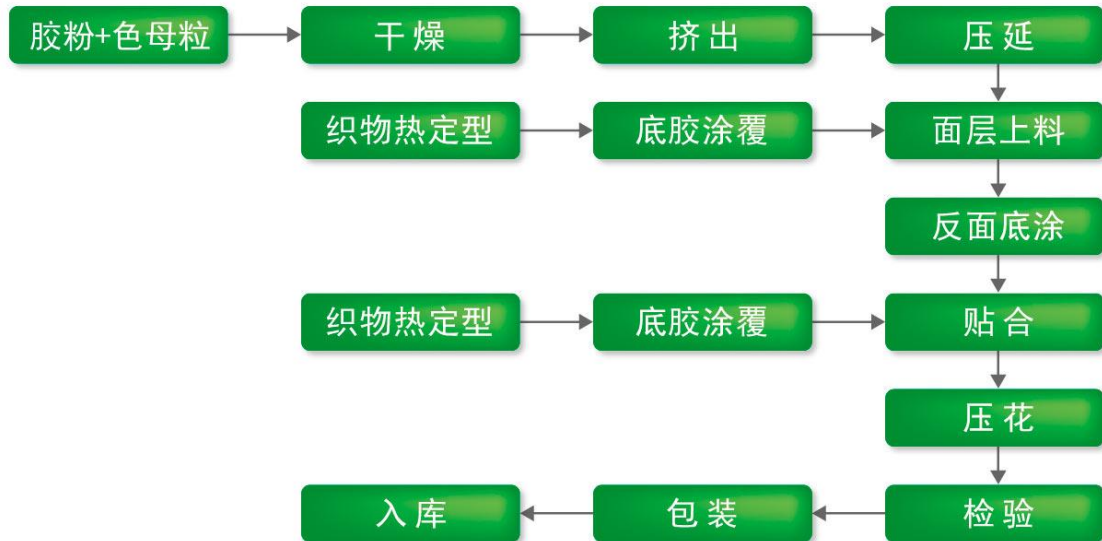 胶粉+色母粒
干燥
挤出
压延
织物热定型
底胶涂覆
面层上料
反面底涂
织物热定型
底胶涂覆
贴合
压花
入库
包装
检验